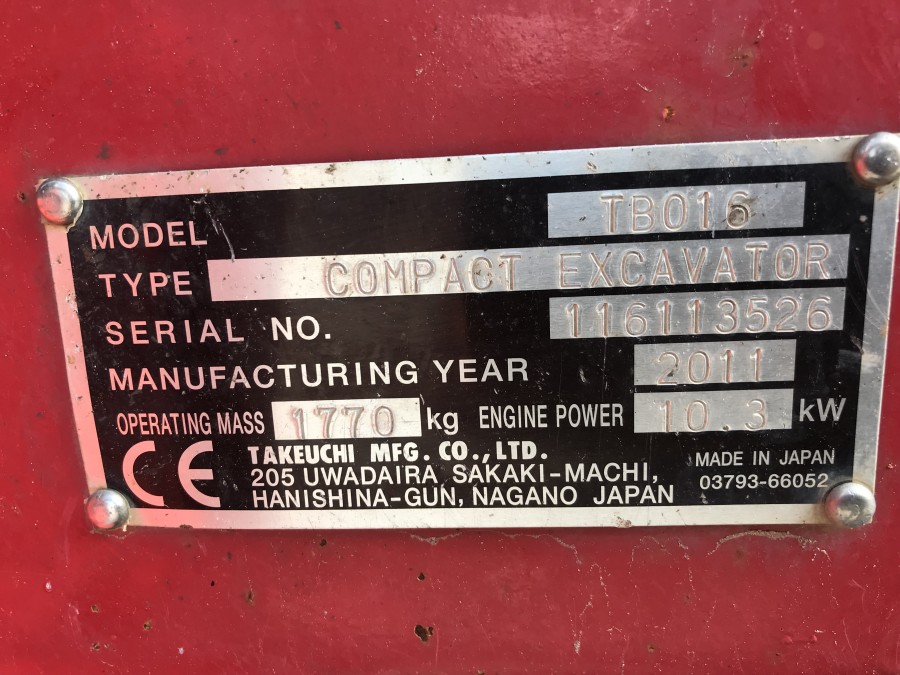 MODEL TB016
TYPE COMPACT EXCAVATOR
SERIAL NO. 116113526
MANUFACTURING YEAR 2011
OPERATING MASS 1770 kg ENGINE POWER 10.3 kW
CE
TAKEUCHI MFG. CO., LTD.
205 UWADAIRA SAKAKI-MACHI,
HANISHINA-GUN, NAGANO JAPAN
MADE IN JAPAN
03793-66052